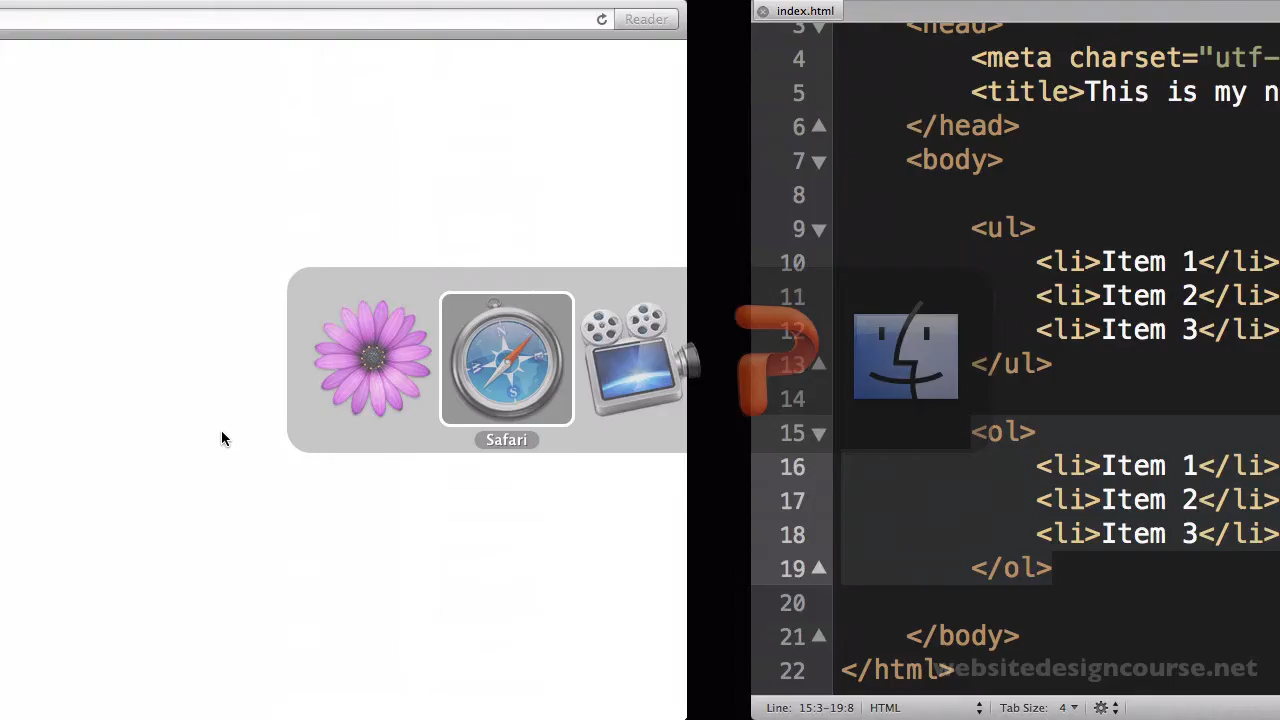 Reader
index.html
3 <head>
4 <meta charset="utf-
5 <title>This is my n
6 </head>
7 <body>
8
9 <ul>
10 <li>Item 1</li>
11 <li>Item 2</li>
12 <li>Item 3</li>
13 </ul>
14
15 <ol>
16 <li>Item 1</li>
17 <li>Item 2</li>
18 <li>Item 3</li>
19 </ol>
20
21 </body>
22 </html>
websitedesigncourse.net
Safari
N
S
Line: 15:3-19:8 HTML Tab Size: 4